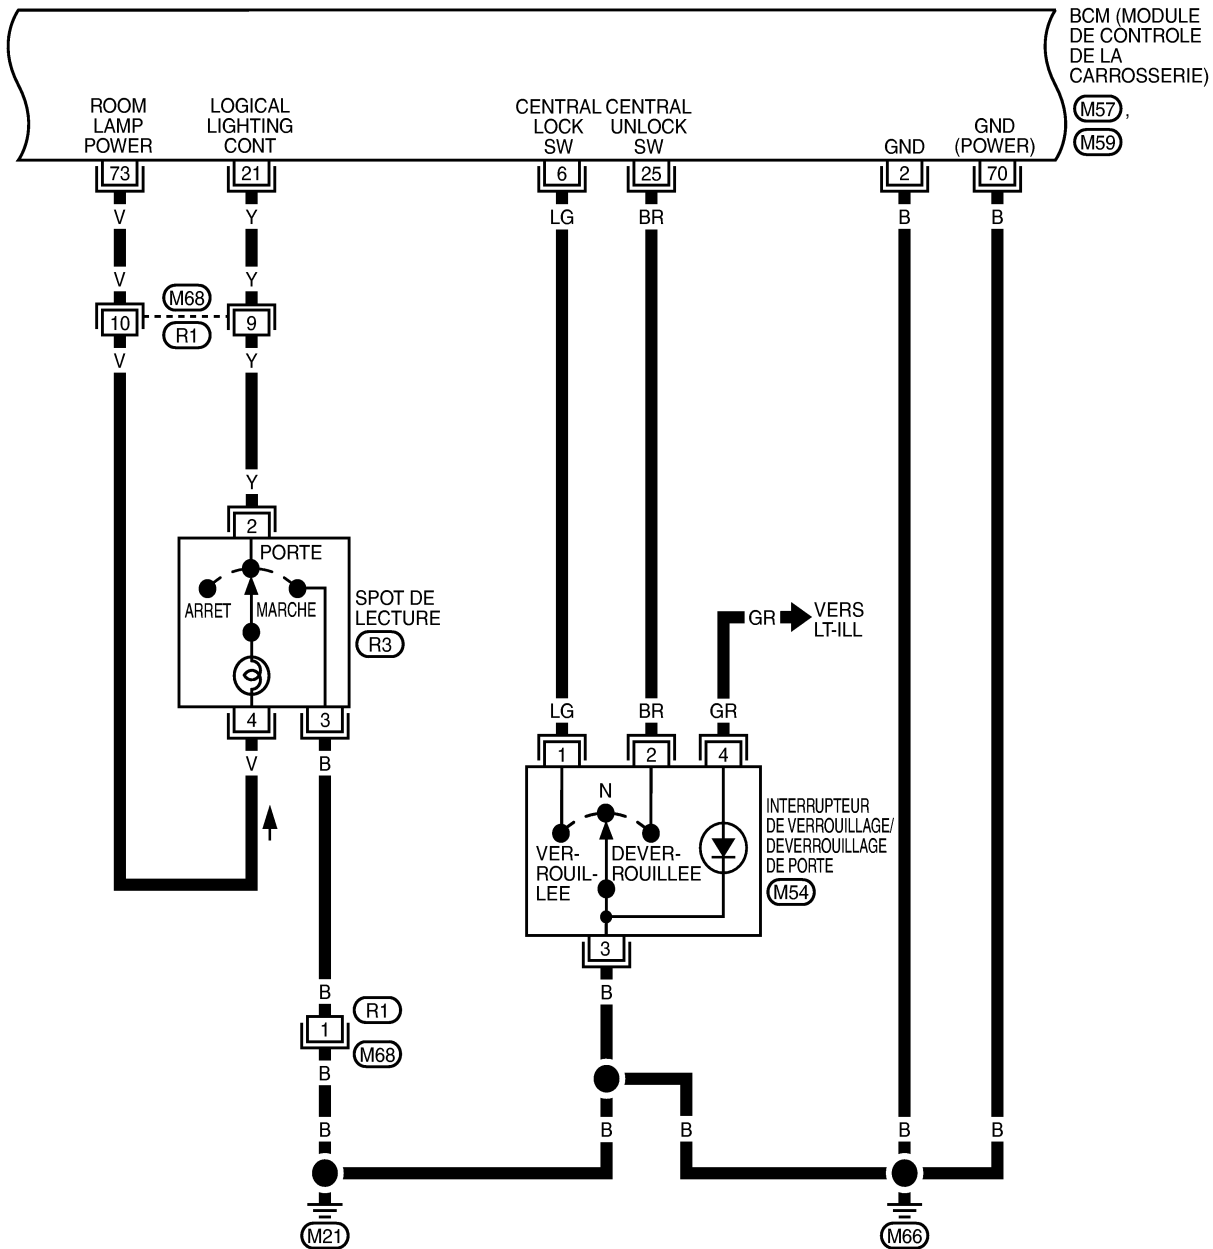 BCM (MODULE
DE CONTROLE
DE LA
CARROSSERIE)
M57 ,
M59
ROOM
LAMP
POWER
LOGICAL
LIGHTING
CONT
CENTRAL
LOCK
SW
CENTRAL
UNLOCK
SW
GND
GND
(POWER)
73
21
6
25
2
70
V
Y
LG
BR
B
B
V
Y
10
M68
R1
9
V
Y
Y
2
PORTE
ARRET
MARCHE
SPOT DE
LECTURE
R3
4
3
V
B
GR
VERS
LT-ILL
LG
BR
GR
1
2
4
N
VER-
ROUIL-
LEE
DEVER-
ROUILLEE
INTERRUPTEUR
DE VERROUILLAGE/
DEVERROUILLAGE
DE PORTE
M54
3
B
B
R1
1
M68
B
B
B
B
B
B
M21
M66